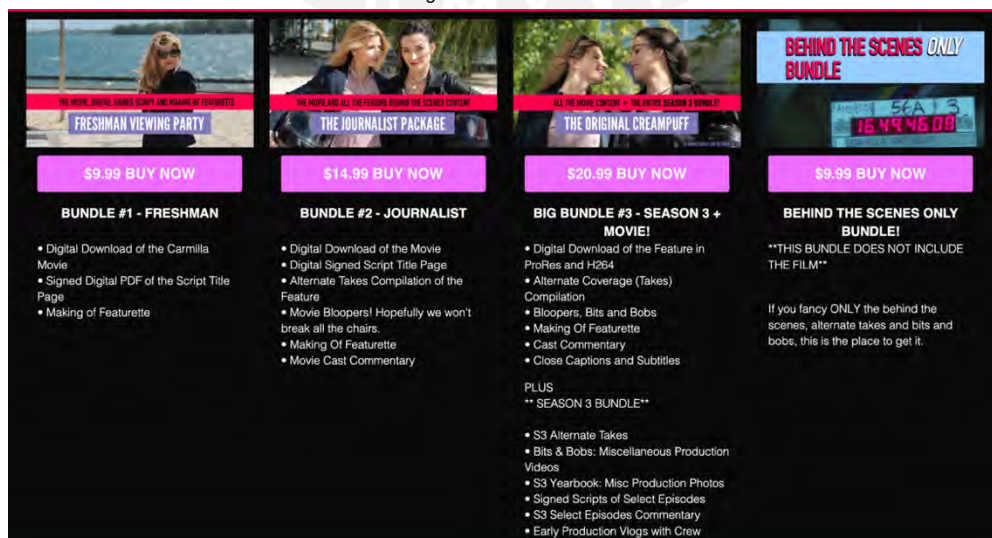 THE MOVIE, DIGITAL SIGNED SCRIPT AND MAKING OF FEATURETTE
FRESHMAN VIEWING PARTY
$9.99 BUY NOW
BUNDLE #1 - FRESHMAN
• Digital Download of the Carmilla
Movie
• Signed Digital PDF of the Script Title
Page
• Making of Featurette
THE MOVIE AND ALL THE FEATURE BEHIND THE SCENES CONTENT
THE JOURNALIST PACKAGE
$14.99 BUY NOW
BUNDLE #2 - JOURNALIST
• Digital Download of the Movie
• Digital Signed Script Title Page
• Alternate Takes Compilation of the
Feature
• Movie Bloopers! Hopefully we won't
break all the chairs.
• Making Of Featurette
• Movie Cast Commentary
ALL THE MOVIE CONTENT + THE ENTIRE SEASON 3 BUNDLE!
THE ORIGINAL CREAMPUFF
$20.99 BUY NOW
BIG BUNDLE #3 - SEASON 3 +
MOVIE!
• Digital Download of the Feature in
ProRes and H264
• Alternate Coverage (Takes)
Compilation
• Bloopers, Bits and Bobs
• Making Of Featurette
• Cast Commentary
• Close Captions and Subtitles
PLUS
** SEASON 3 BUNDLE**
• S3 Alternate Takes
• Bits & Bobs: Miscellaneous Production
Videos
• S3 Yearbook: Misc Production Photos
• Signed Scripts of Select Episodes
• S3 Select Episodes Commentary
• Early Production Vlogs with Crew
BEHIND THE SCENES ONLY
BUNDLE
56A 3
16:49:46:09
$9.99 BUY NOW
BEHIND THE SCENES ONLY
BUNDLE!
**THIS BUNDLE DOES NOT INCLUDE
THE FILM**
If you fancy ONLY the behind the
scenes, alternate takes and bits and
bobs, this is the place to get it.